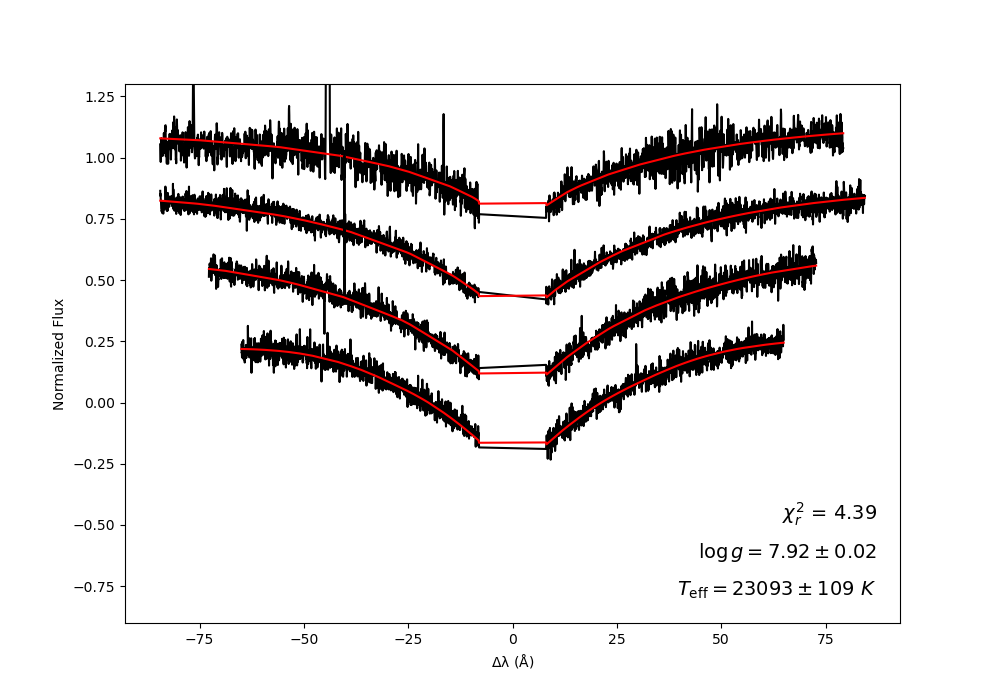 1.25
1.00
0.75
0.50
0.25
0.00
−0.25
−0.50
−0.75
Normalized Flux
χ²ᵣ = 4.39
log g = 7.92 ± 0.02
T_eff = 23093 ± 109 K
−75 −50 −25 0 25 50 75
Δλ (Å)